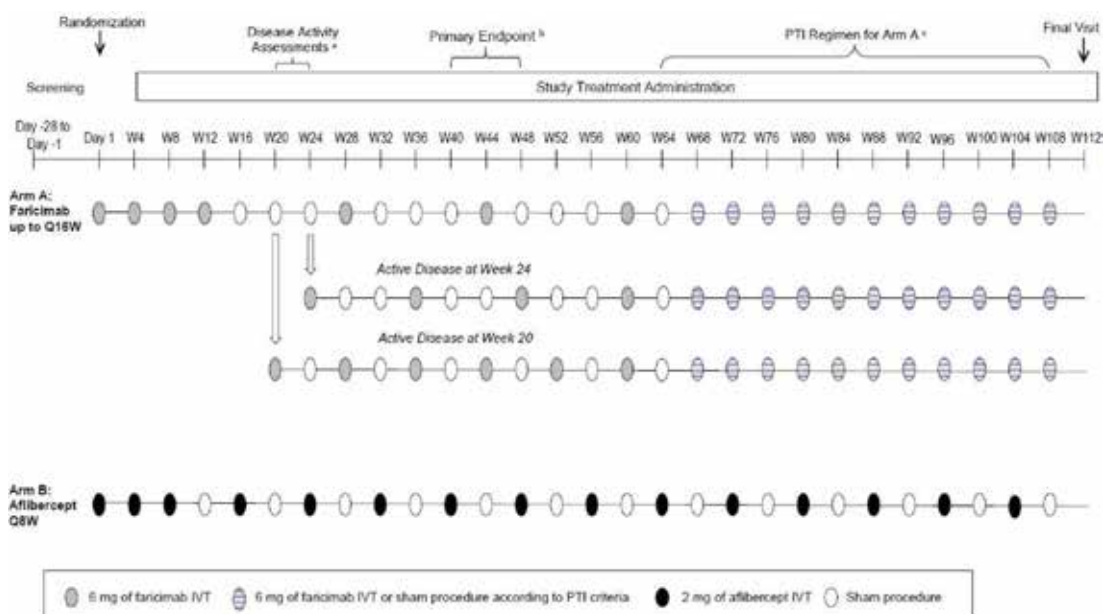 Randomization
Final Visit
Disease Activity
Assessments a
Primary Endpoint b
PTI Regimen for Arm A c
Screening
Study Treatment Administration
Day -28 to
Day -1
Day 1 W4 W8 W12 W16 W20 W24 W28 W32 W36 W40 W44 W48 W52 W56 W60 W64 W68 W72 W76 W80 W84 W88 W92 W96 W100 W104 W108 W112
Arm A:
Faricimab
up to Q16W
Active Disease at Week 24
Active Disease at Week 20
Arm B:
Aflibercept
Q8W
6 mg of faricimab IVT 6 mg of faricimab IVT or sham procedure according to PTI criteria 2 mg of aflibercept IVT Sham procedure